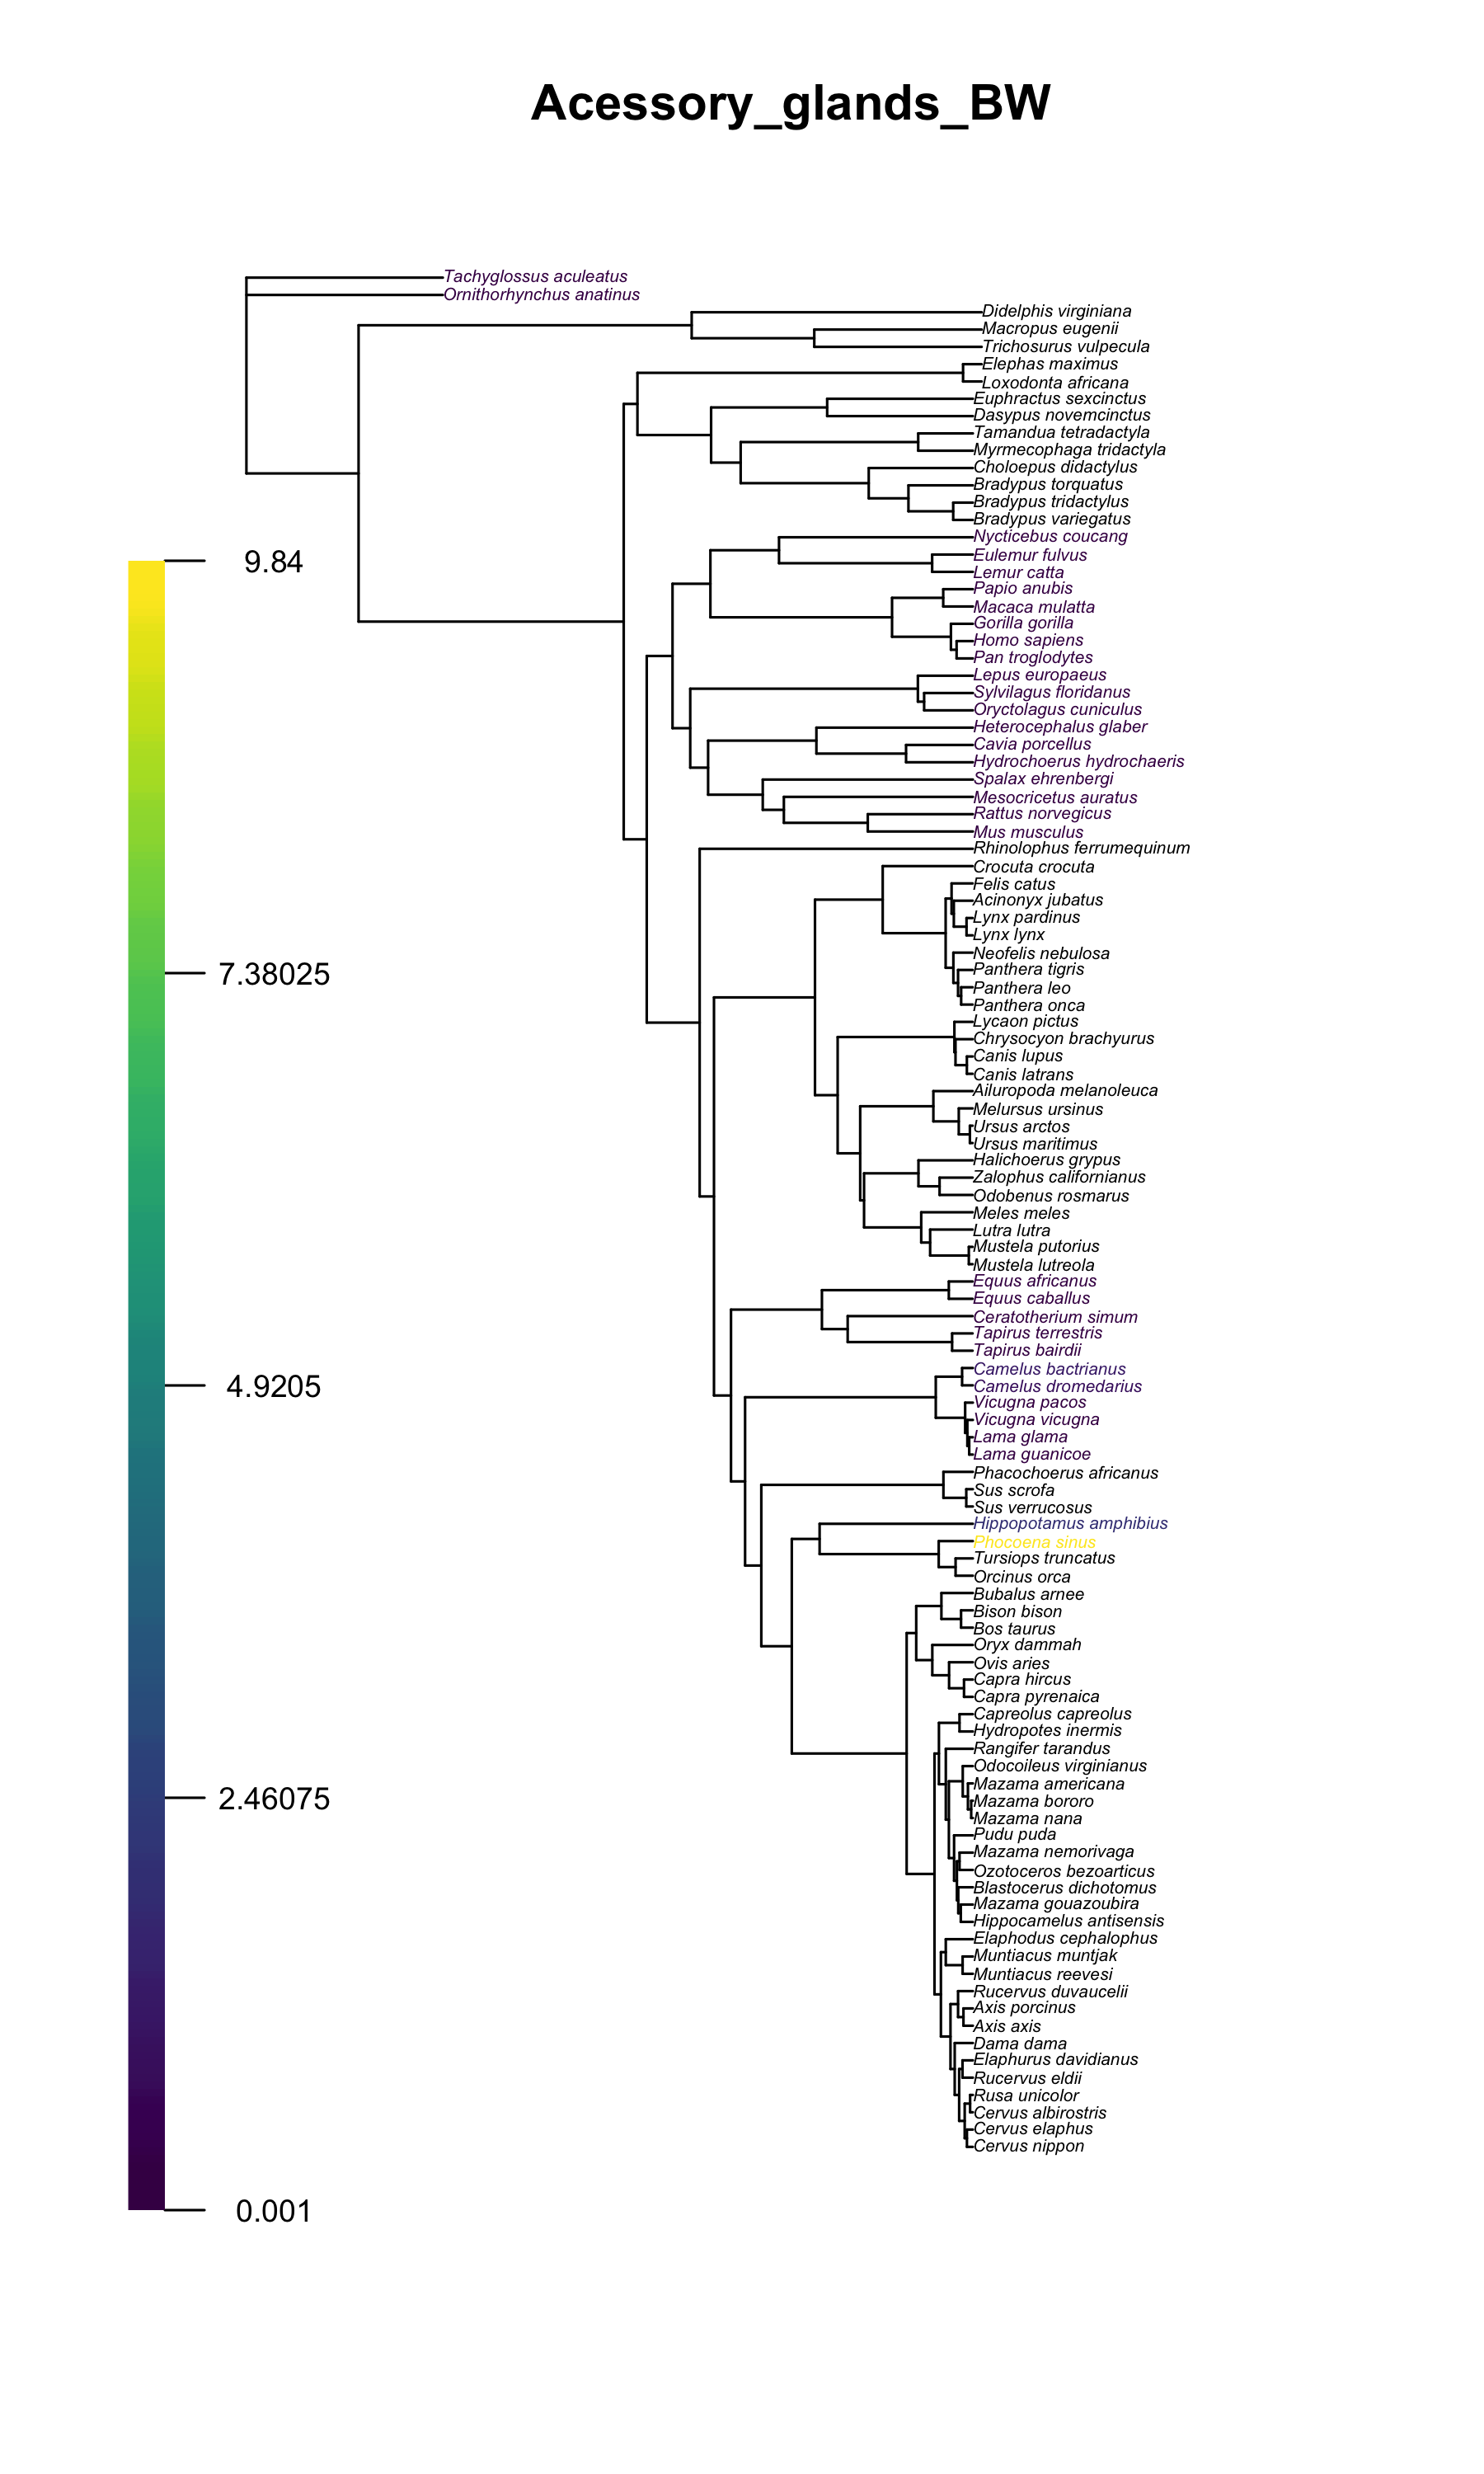 Acessory_glands_BW
Tachyglossus aculeatus
Ornithorhynchus anatinus
Didelphis virginiana
Macropus eugenii
Trichosurus vulpecula
Elephas maximus
Loxodonta africana
Euphractus sexcinctus
Dasypus novemcinctus
Tamandua tetradactyla
Myrmecophaga tridactyla
Choloepus didactylus
Bradypus torquatus
Bradypus tridactylus
Bradypus variegatus
Nycticebus coucang
Eulemur fulvus
Lemur catta
Papio anubis
Macaca mulatta
Gorilla gorilla
Homo sapiens
Pan troglodytes
Lepus europaeus
Sylvilagus floridanus
Oryctolagus cuniculus
Heterocephalus glaber
Cavia porcellus
Hydrochoerus hydrochaeris
Spalax ehrenbergi
Mesocricetus auratus
Rattus norvegicus
Mus musculus
Rhinolophus ferrumequinum
Crocuta crocuta
Felis catus
Acinonyx jubatus
Lynx pardinus
Lynx lynx
Neofelis nebulosa
Panthera tigris
Panthera leo
Panthera onca
Lycaon pictus
Chrysocyon brachyurus
Canis lupus
Canis latrans
Ailuropoda melanoleuca
Melursus ursinus
Ursus arctos
Ursus maritimus
Halichoerus grypus
Zalophus californianus
Odobenus rosmarus
Meles meles
Lutra lutra
Mustela putorius
Mustela lutreola
Equus africanus
Equus caballus
Ceratotherium simum
Tapirus terrestris
Tapirus bairdii
Camelus bactrianus
Camelus dromedarius
Vicugna pacos
Vicugna vicugna
Lama glama
Lama guanicoe
Phacochoerus africanus
Sus scrofa
Sus verrucosus
Hippopotamus amphibius
Phocoena sinus
Tursiops truncatus
Orcinus orca
Bubalus arnee
Bison bison
Bos taurus
Oryx dammah
Ovis aries
Capra hircus
Capra pyrenaica
Capreolus capreolus
Hydropotes inermis
Rangifer tarandus
Odocoileus virginianus
Mazama americana
Mazama bororo
Mazama nana
Pudu puda
Mazama nemorivaga
Ozotoceros bezoarticus
Blastocerus dichotomus
Mazama gouazoubira
Hippocamelus antisensis
Elaphodus cephalophus
Muntiacus muntjak
Muntiacus reevesi
Rucervus duvaucelii
Axis porcinus
Axis axis
Dama dama
Elaphurus davidianus
Rucervus eldii
Rusa unicolor
Cervus albirostris
Cervus elaphus
Cervus nippon
9.84
7.38025
4.9205
2.46075
0.001